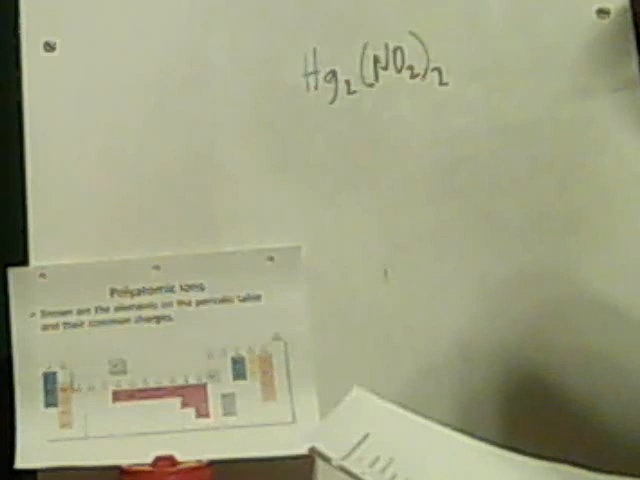 Hg₂(NO₂)₂
Polyatomic Ions
Shown are the elements on the periodic table
and their common charges.